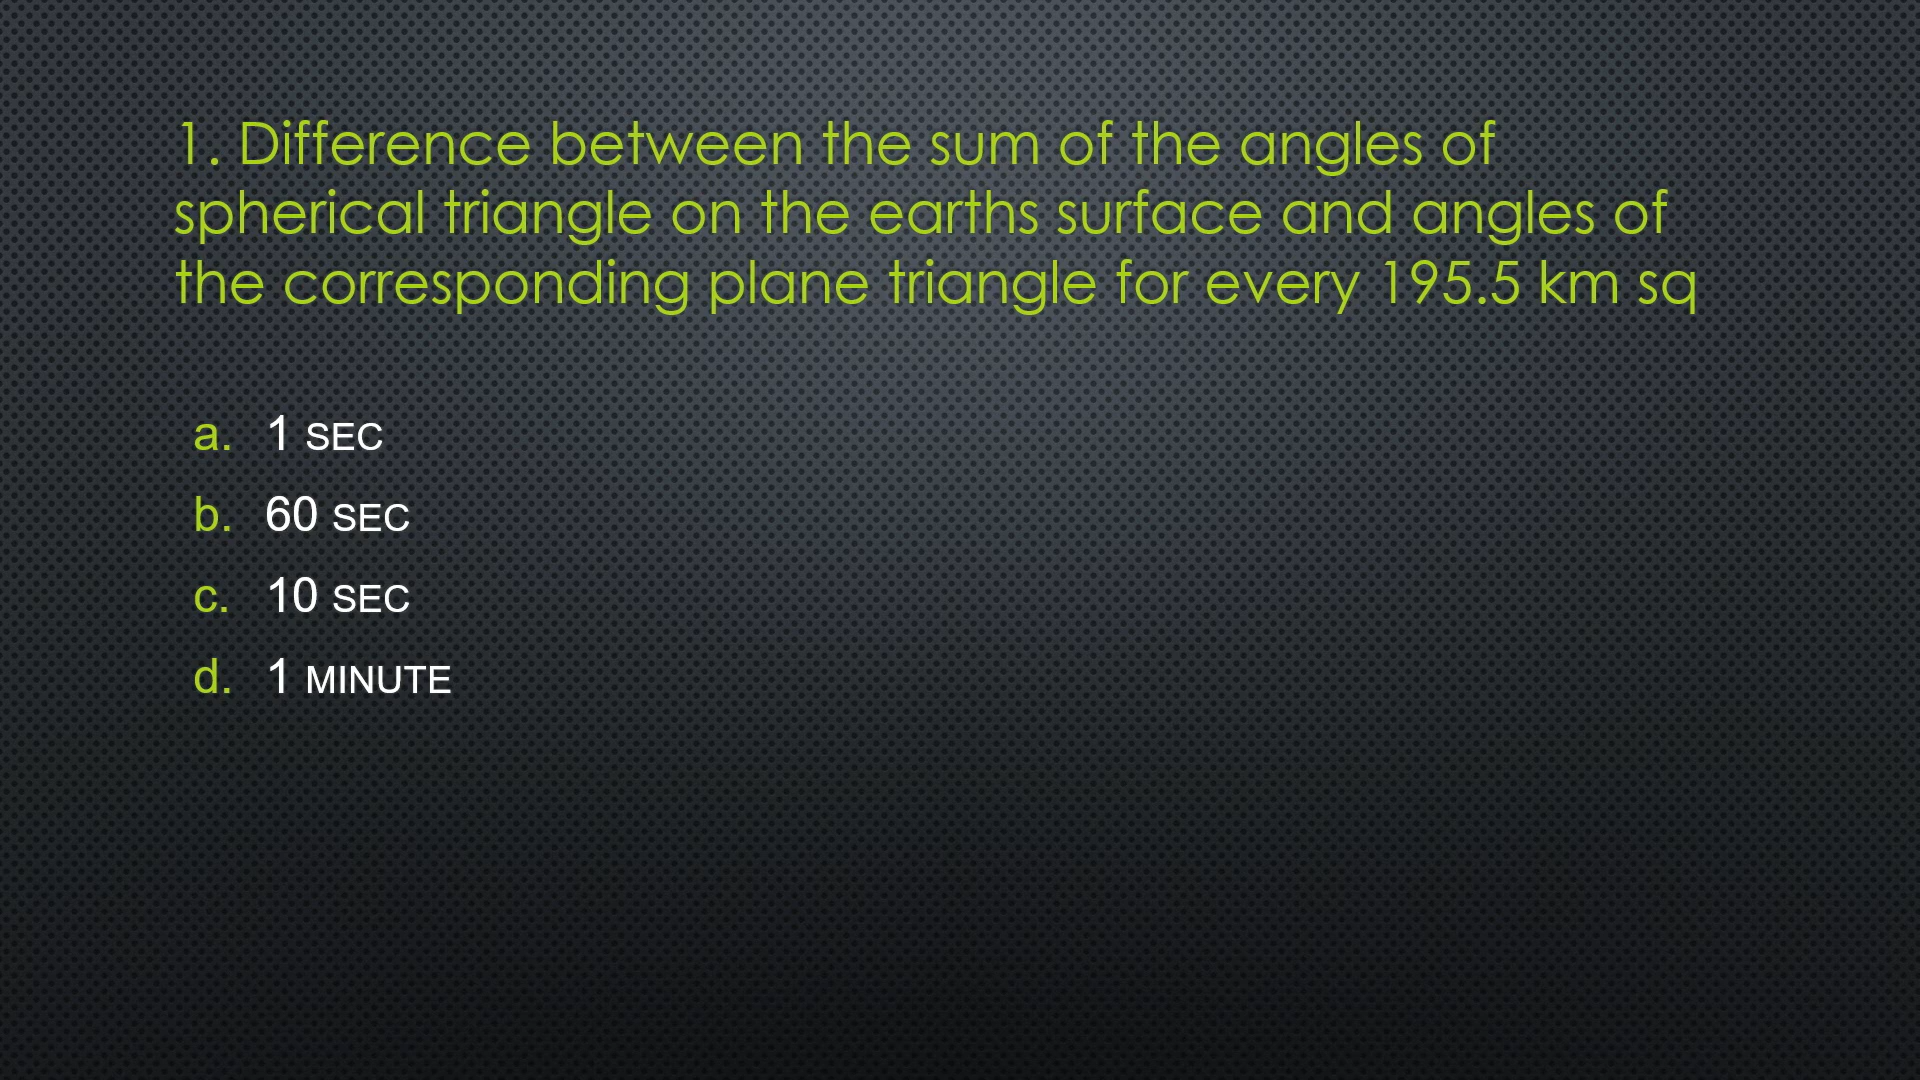 1. Difference between the sum of the angles of
spherical triangle on the earths surface and angles of
the corresponding plane triangle for every 195.5 km sq
a. 1 SEC
b. 60 SEC
c. 10 SEC
d. 1 MINUTE